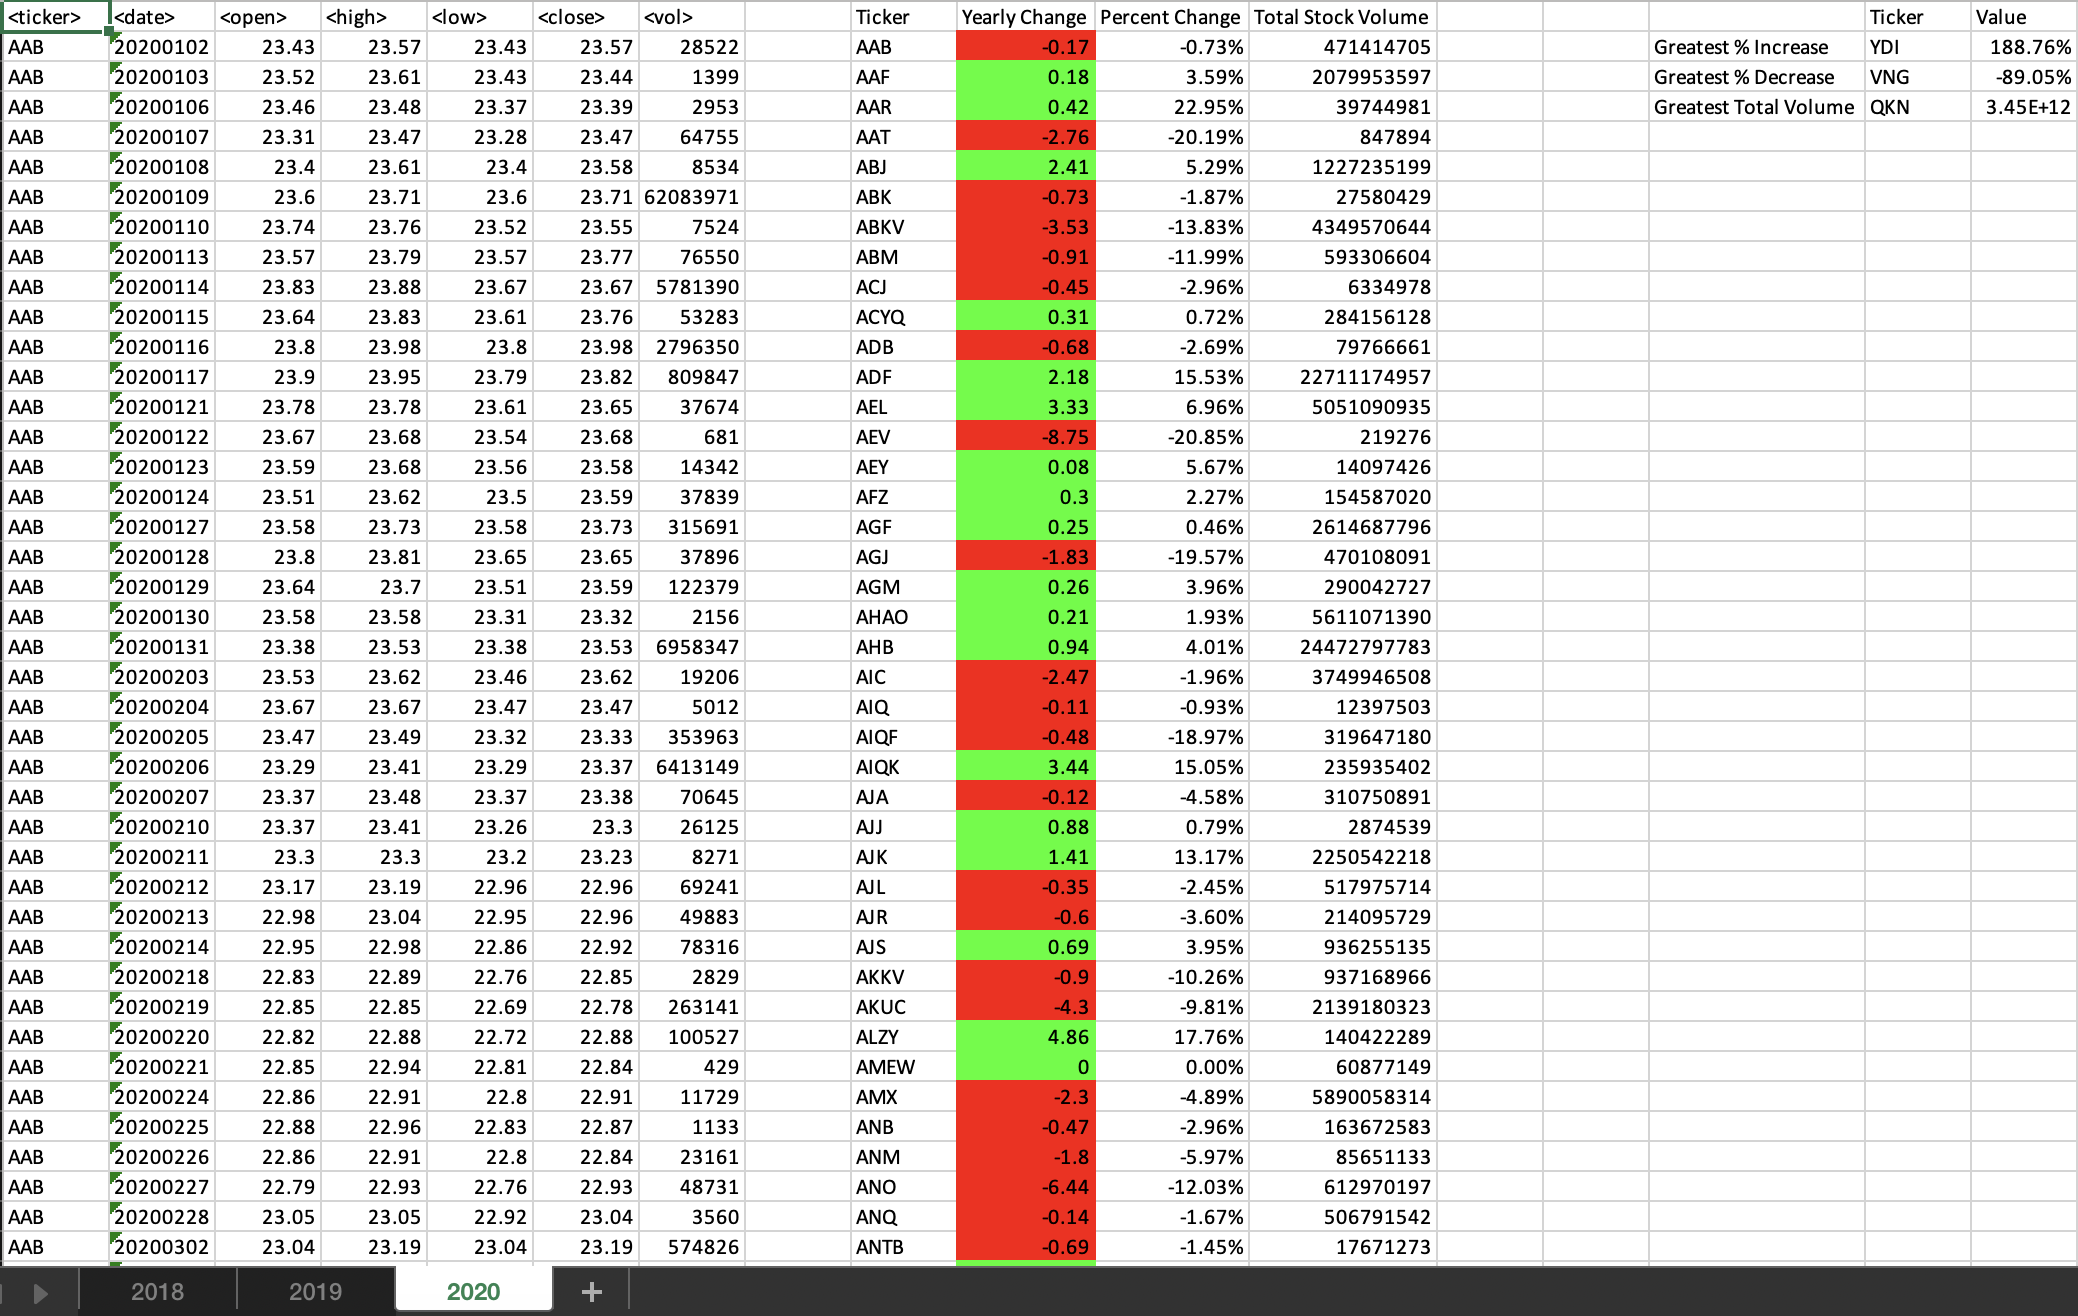 <ticker> <date> <open> <high> <low> <close> <vol> Ticker Yearly Change Percent Change Total Stock Volume Ticker Value
AAB 20200102 23.43 23.57 23.43 23.57 28522 AAB -0.17 -0.73% 471414705 Greatest % Increase YDI 188.76%
AAB 20200103 23.52 23.61 23.43 23.44 1399 AAF 0.18 3.59% 2079953597 Greatest % Decrease VNG -89.05%
AAB 20200106 23.46 23.48 23.37 23.39 2953 AAR 0.42 22.95% 39744981 Greatest Total Volume QKN 3.45E+12
AAB 20200107 23.31 23.47 23.28 23.47 64755 AAT -2.76 -20.19% 847894
AAB 20200108 23.4 23.61 23.4 23.58 8534 ABJ 2.41 5.29% 1227235199
AAB 20200109 23.6 23.71 23.6 23.71 62083971 ABK -0.73 -1.87% 27580429
AAB 20200110 23.74 23.76 23.52 23.55 7524 ABKV -3.53 -13.83% 4349570644
AAB 20200113 23.57 23.79 23.57 23.77 76550 ABM -0.91 -11.99% 593306604
AAB 20200114 23.83 23.88 23.67 23.67 5781390 ACJ -0.45 -2.96% 6334978
AAB 20200115 23.64 23.83 23.61 23.76 53283 ACYQ 0.31 0.72% 284156128
AAB 20200116 23.8 23.98 23.8 23.98 2796350 ADB -0.68 -2.69% 79766661
AAB 20200117 23.9 23.95 23.79 23.82 809847 ADF 2.18 15.53% 22711174957
AAB 20200121 23.78 23.78 23.61 23.65 37674 AEL 3.33 6.96% 5051090935
AAB 20200122 23.67 23.68 23.54 23.68 681 AEV -8.75 -20.85% 219276
AAB 20200123 23.59 23.68 23.56 23.58 14342 AEY 0.08 5.67% 14097426
AAB 20200124 23.51 23.62 23.5 23.59 37839 AFZ 0.3 2.27% 154587020
AAB 20200127 23.58 23.73 23.58 23.73 315691 AGF 0.25 0.46% 2614687796
AAB 20200128 23.8 23.81 23.65 23.65 37896 AGJ -1.83 -19.57% 470108091
AAB 20200129 23.64 23.7 23.51 23.59 122379 AGM 0.26 3.96% 290042727
AAB 20200130 23.58 23.58 23.31 23.32 2156 AHAO 0.21 1.93% 5611071390
AAB 20200131 23.38 23.53 23.38 23.53 6958347 AHB 0.94 4.01% 24472797783
AAB 20200203 23.53 23.62 23.46 23.62 19206 AIC -2.47 -1.96% 3749946508
AAB 20200204 23.67 23.67 23.47 23.47 5012 AIQ -0.11 -0.93% 12397503
AAB 20200205 23.47 23.49 23.32 23.33 353963 AIQF -0.48 -18.97% 319647180
AAB 20200206 23.29 23.41 23.29 23.37 6413149 AIQK 3.44 15.05% 235935402
AAB 20200207 23.37 23.48 23.37 23.38 70645 AJA -0.12 -4.58% 310750891
AAB 20200210 23.37 23.41 23.26 23.3 26125 AJJ 0.88 0.79% 2874539
AAB 20200211 23.3 23.3 23.2 23.23 8271 AJK 1.41 13.17% 2250542218
AAB 20200212 23.17 23.19 22.96 22.96 69241 AJL -0.35 -2.45% 517975714
AAB 20200213 22.98 23.04 22.95 22.96 49883 AJR -0.6 -3.60% 214095729
AAB 20200214 22.95 22.98 22.86 22.92 78316 AJS 0.69 3.95% 936255135
AAB 20200218 22.83 22.89 22.76 22.85 2829 AKKV -0.9 -10.26% 937168966
AAB 20200219 22.85 22.85 22.69 22.78 263141 AKUC -4.3 -9.81% 2139180323
AAB 20200220 22.82 22.88 22.72 22.88 100527 ALZY 4.86 17.76% 140422289
AAB 20200221 22.85 22.94 22.81 22.84 429 AMEW 0 0.00% 60877149
AAB 20200224 22.86 22.91 22.8 22.91 11729 AMX -2.3 -4.89% 5890058314
AAB 20200225 22.88 22.96 22.83 22.87 1133 ANB -0.47 -2.96% 163672583
AAB 20200226 22.86 22.91 22.8 22.84 23161 ANM -1.8 -5.97% 85651133
AAB 20200227 22.79 22.93 22.76 22.93 48731 ANO -6.44 -12.03% 612970197
AAB 20200228 23.05 23.05 22.92 23.04 3560 ANQ -0.14 -1.67% 506791542
AAB 20200302 23.04 23.19 23.04 23.19 574826 ANTB -0.69 -1.45% 17671273
2018 2019 2020 +